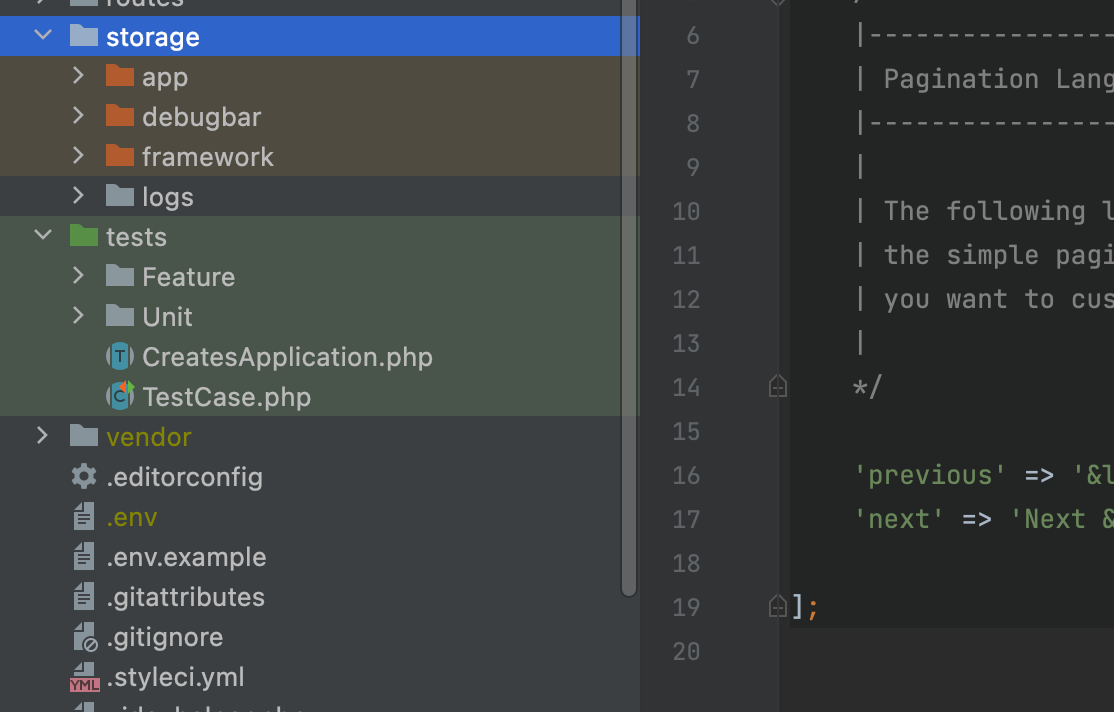 routes
storage
app
debugbar
framework
logs
tests
Feature
Unit
CreatesApplication.php
TestCase.php
vendor
.editorconfig
.env
.env.example
.gitattributes
.gitignore
YML .styleci.yml
6 |----------------
7 | Pagination Lang
8 |----------------
9 |
10 | The following l
11 | the simple pagi
12 | you want to cus
13 |
14 */
15
16 'previous' => '&l
17 'next' => 'Next &
18
19 ];
20